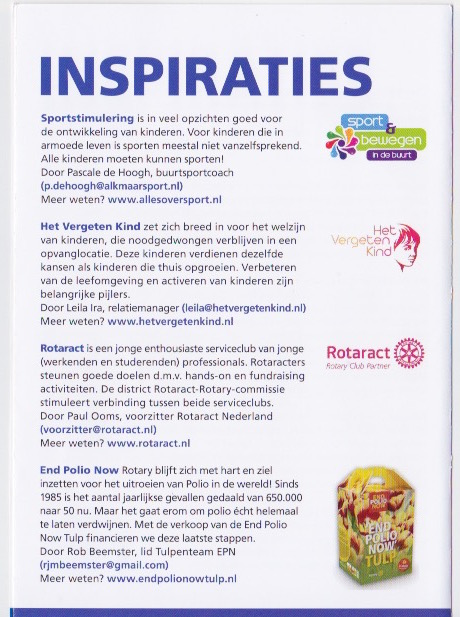 INSPIRATIES
Sportstimulering is in veel opzichten goed voor
de ontwikkeling van kinderen. Voor kinderen die in
armoede leven is sporten meestal niet vanzelfsprekend.
Alle kinderen moeten kunnen sporten!
Door Pascale de Hoogh, buurtsportcoach
(p.dehoogh@alkmaarsport.nl)
Meer weten? www.allesoversport.nl
sport
&
bewegen
in de buurt
Het Vergeten Kind zet zich breed in voor het welzijn
van kinderen, die noodgedwongen verblijven in een
opvanglocatie. Deze kinderen verdienen dezelfde
kansen als kinderen die thuis opgroeien. Verbeteren
van de leefomgeving en activeren van kinderen zijn
belangrijke pijlers.
Door Leila Ira, relatiemanager (leila@hetvergetenkind.nl)
Meer weten? www.hetvergetenkind.nl
Het
Vergeten
Kind
Rotaract is een jonge enthousiaste serviceclub van jonge
(werkenden en studerenden) professionals. Rotaracters
steunen goede doelen d.m.v. hands-on en fundraising
activiteiten. De district Rotaract-Rotary-commissie
stimuleert verbinding tussen beide serviceclubs.
Door Paul Ooms, voorzitter Rotaract Nederland
(voorzitter@rotaract.nl)
Meer weten? www.rotaract.nl
Rotaract
Rotary Club Partner
End Polio Now Rotary blijft zich met hart en ziel
inzetten voor het uitroeien van Polio in de wereld! Sinds
1985 is het aantal jaarlijkse gevallen gedaald van 650.000
naar 50 nu. Maar het gaat erom om polio écht helemaal
te laten verdwijnen. Met de verkoop van de End Polio
Now Tulp financieren we deze laatste stappen.
Door Rob Beemster, lid Tulpenteam EPN
(rjmbeemster@gmail.com)
Meer weten? www.endpolionowtulp.nl
END
POLIO
NOW
'END
POLIO
NOW'
TULP